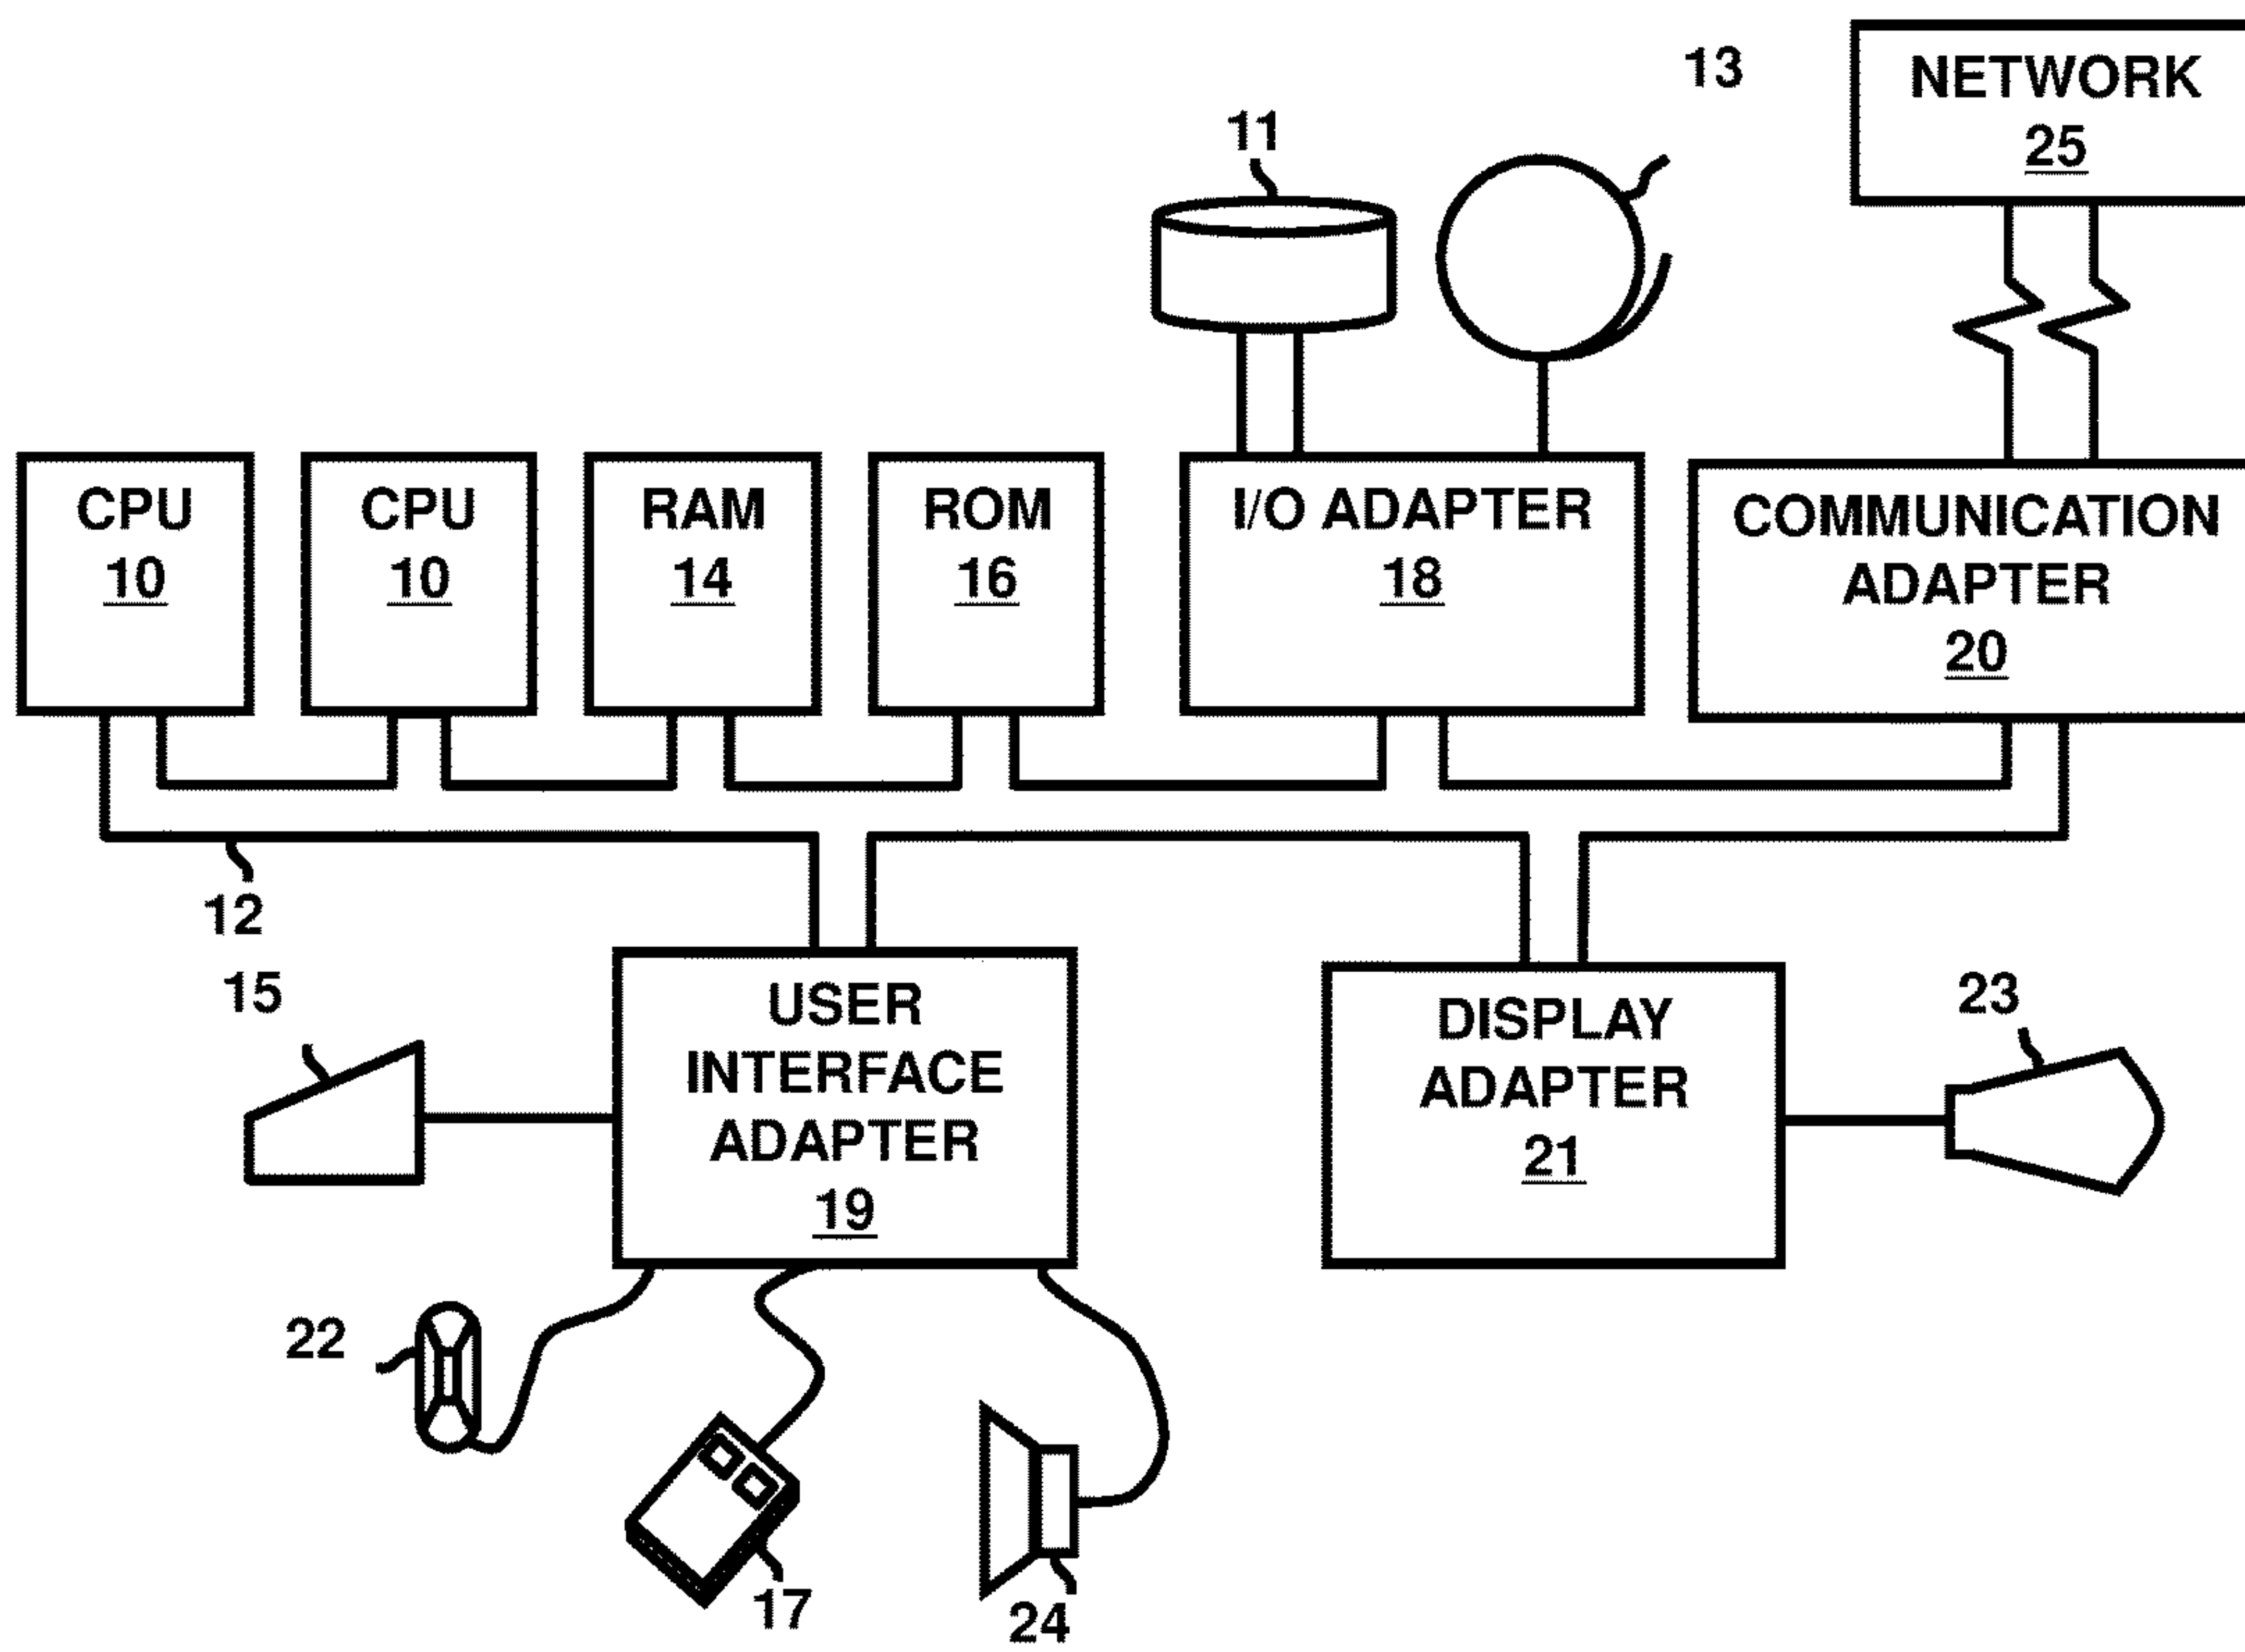 13
NETWORK
25
11
CPU
10
CPU
10
RAM
14
ROM
16
I/O ADAPTER
18
COMMUNICATION
ADAPTER
20
12
15
USER
INTERFACE
ADAPTER
19
DISPLAY
ADAPTER
21
23
22
17
24